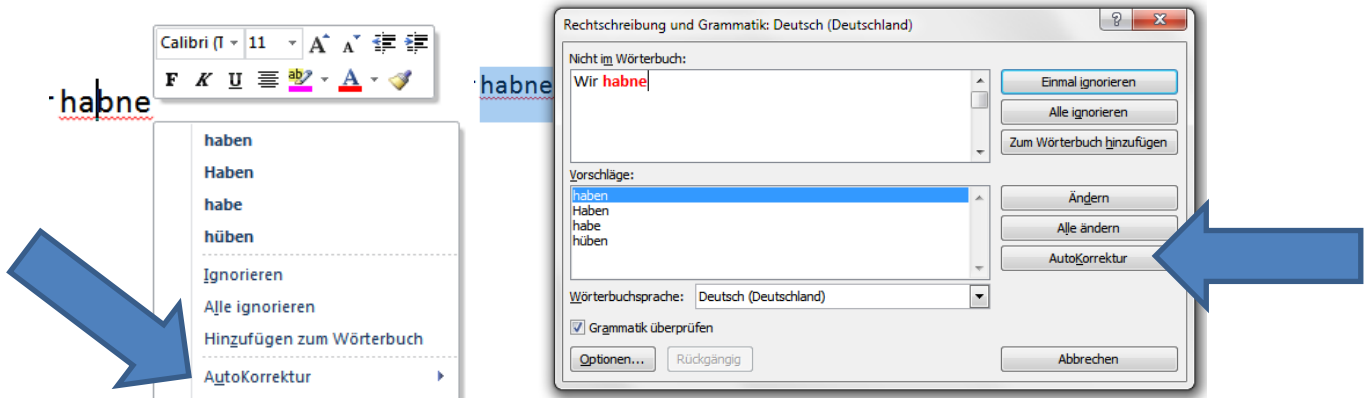 Calibri (T 11 A A
F K U ab A
habne
haben
Haben
habe
hüben
Ignorieren
Alle ignorieren
Hinzufügen zum Wörterbuch
AutoKorrektur
habne
Rechtschreibung und Grammatik: Deutsch (Deutschland)
Nicht im Wörterbuch:
Wir habne
Einmal ignorieren
Alle ignorieren
Zum Wörterbuch hinzufügen
Vorschläge:
haben
Haben
habe
hüben
Ändern
Alle ändern
AutoKorrektur
Wörterbuchsprache: Deutsch (Deutschland)
Grammatik überprüfen
Optionen... Rückgängig Abbrechen